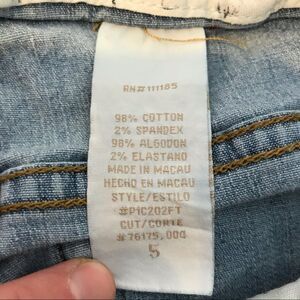 RN#111185
98% COTTON
2% SPANDEX
98% ALGODON
2% ELASTANO
MADE IN MACAU
HECHO EN MACAU
STYLE/ESTILO
#P1C202FT
CUT/CORTE
#76175,004
5